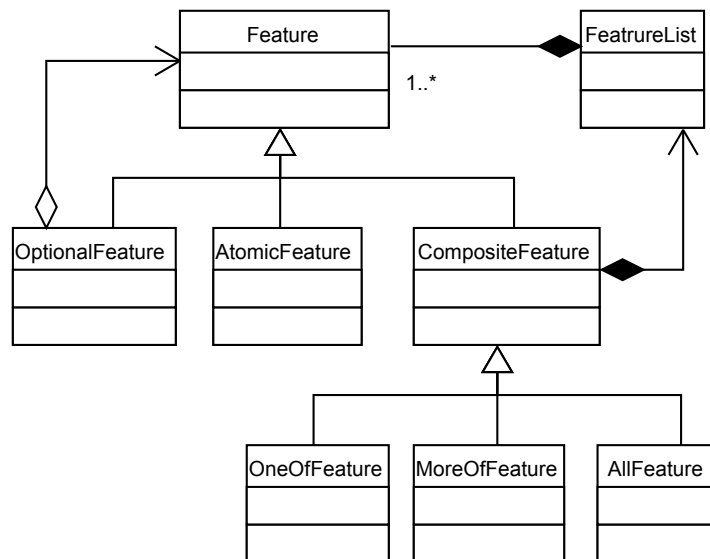 Feature
FeatrureList
1..*
OptionalFeature
AtomicFeature
CompositeFeature
OneOfFeature
MoreOfFeature
AllFeature